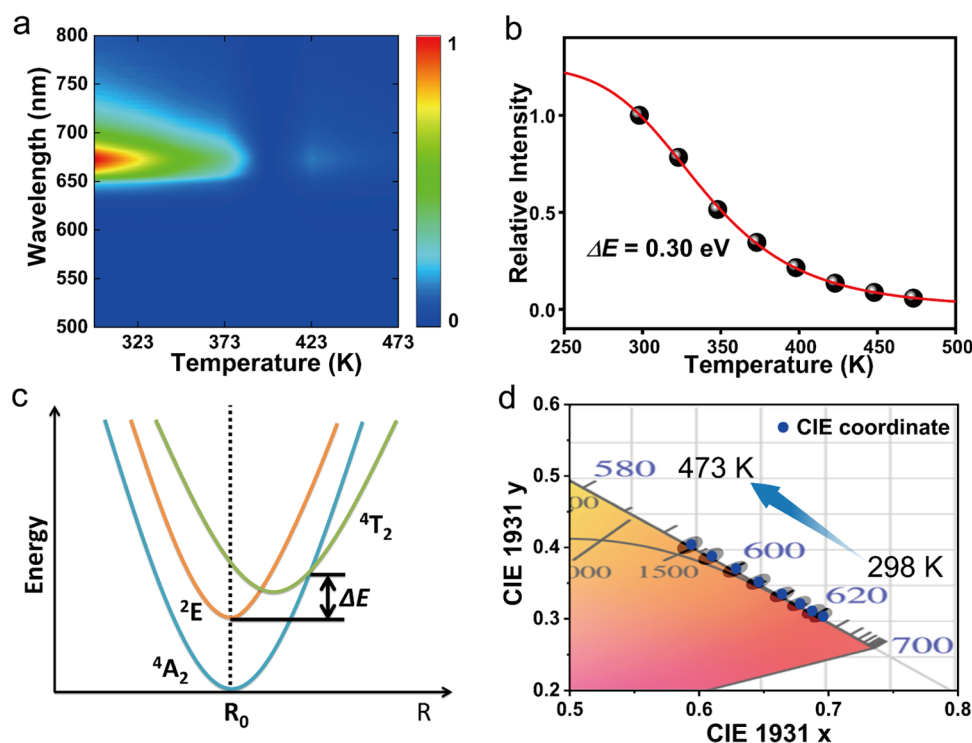 a
800
750
700
650
600
550
500
Wavelength (nm)
323
373
423
473
Temperature (K)
1
0
b
1.0
0.5
0.0
Relative Intensity
ΔE = 0.30 eV
250
300
350
400
450
500
Temperature (K)
c
Energy
⁴T₂
²E
ΔE
⁴A₂
R₀
R
d
0.6
0.5
0.4
0.3
0.2
CIE 1931 y
CIE coordinate
580
473 K
600
298 K
1500
620
700
0.5
0.6
0.7
0.8
CIE 1931 x